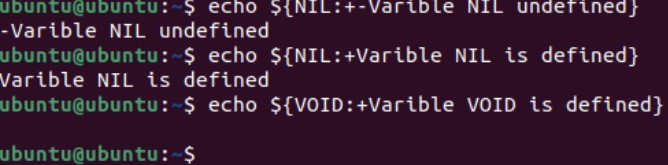 ubuntu@ubuntu:~$ echo ${NIL:+-Varible NIL undefined}
-Varible NIL undefined
ubuntu@ubuntu:~$ echo ${NIL:+Varible NIL is defined}
Varible NIL is defined
ubuntu@ubuntu:~$ echo ${VOID:+Varible VOID is defined}
ubuntu@ubuntu:~$